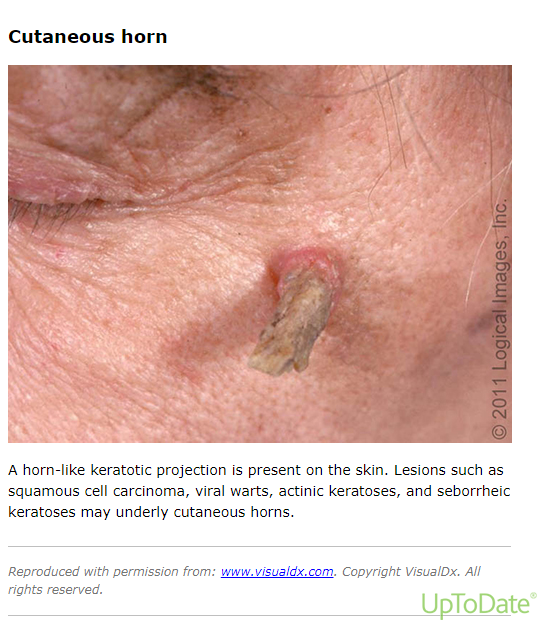 Cutaneous horn
© 2011 Logical Images, Inc.
A horn-like keratotic projection is present on the skin. Lesions such as
squamous cell carcinoma, viral warts, actinic keratoses, and seborrheic
keratoses may underly cutaneous horns.
Reproduced with permission from: www.visualdx.com. Copyright VisualDx. All
rights reserved.
UpToDate®